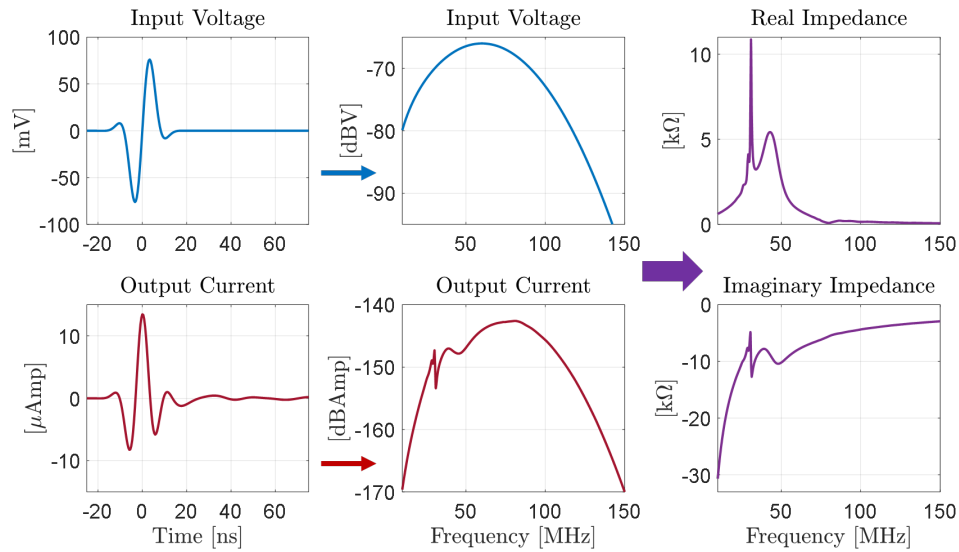 Input Voltage
100
50
0
-50
-100
[mV]
-20 0 20 40 60
Input Voltage
-70
-80
-90
[dBV]
50 100 150
Real Impedance
10
5
0
[kΩ]
50 100 150
Output Current
10
0
-10
[μAmp]
-20 0 20 40 60
Time [ns]
Output Current
-140
-150
-160
-170
[dBAmp]
50 100 150
Frequency [MHz]
Imaginary Impedance
0
-10
-20
-30
[kΩ]
50 100 150
Frequency [MHz]